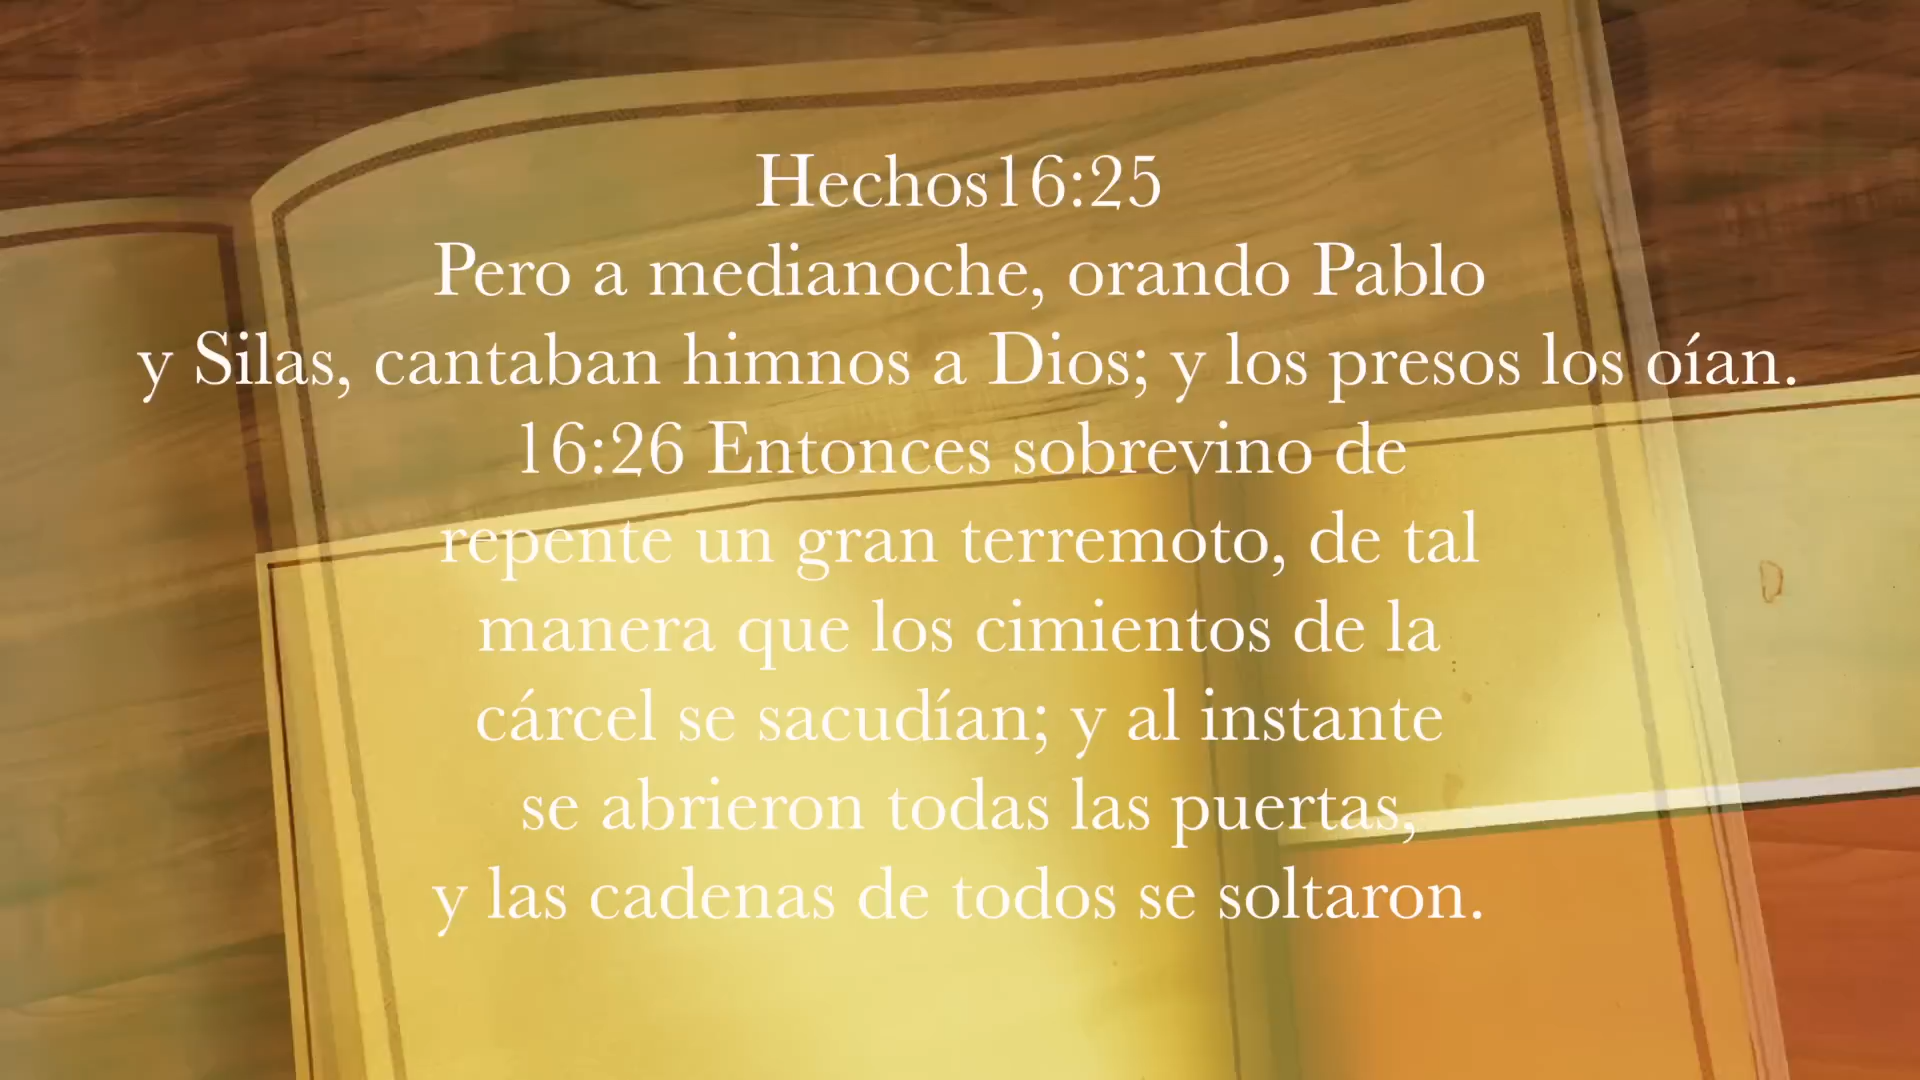 Hechos16:25
Pero a medianoche, orando Pablo
y Silas, cantaban himnos a Dios; y los presos los oían.
16:26 Entonces sobrevino de
repente un gran terremoto, de tal
manera que los cimientos de la
cárcel se sacudían; y al instante
se abrieron todas las puertas,
y las cadenas de todos se soltaron.